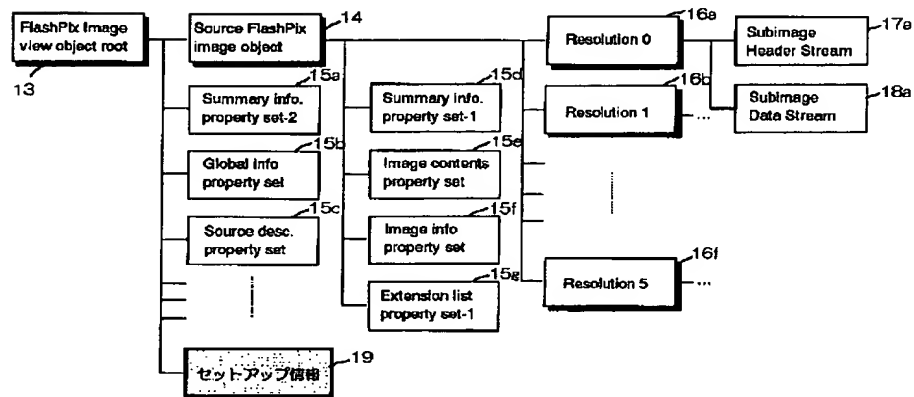 FlashPix Image
view object root
13
Source FlashPix
image object
14
Resolution 0
16a
Subimage
Header Stream
17a
15a
Summary info.
property set-2
15d
Summary info.
property set-1
16b
Resolution 1
...
Subimage
Data Stream
18a
15b
Global info
property set
15e
Image contents
property set
15c
Source desc.
property set
15f
Image info
property set
15g
Extension list
property set-1
Resolution 5
16f
...
セットアップ情報
19